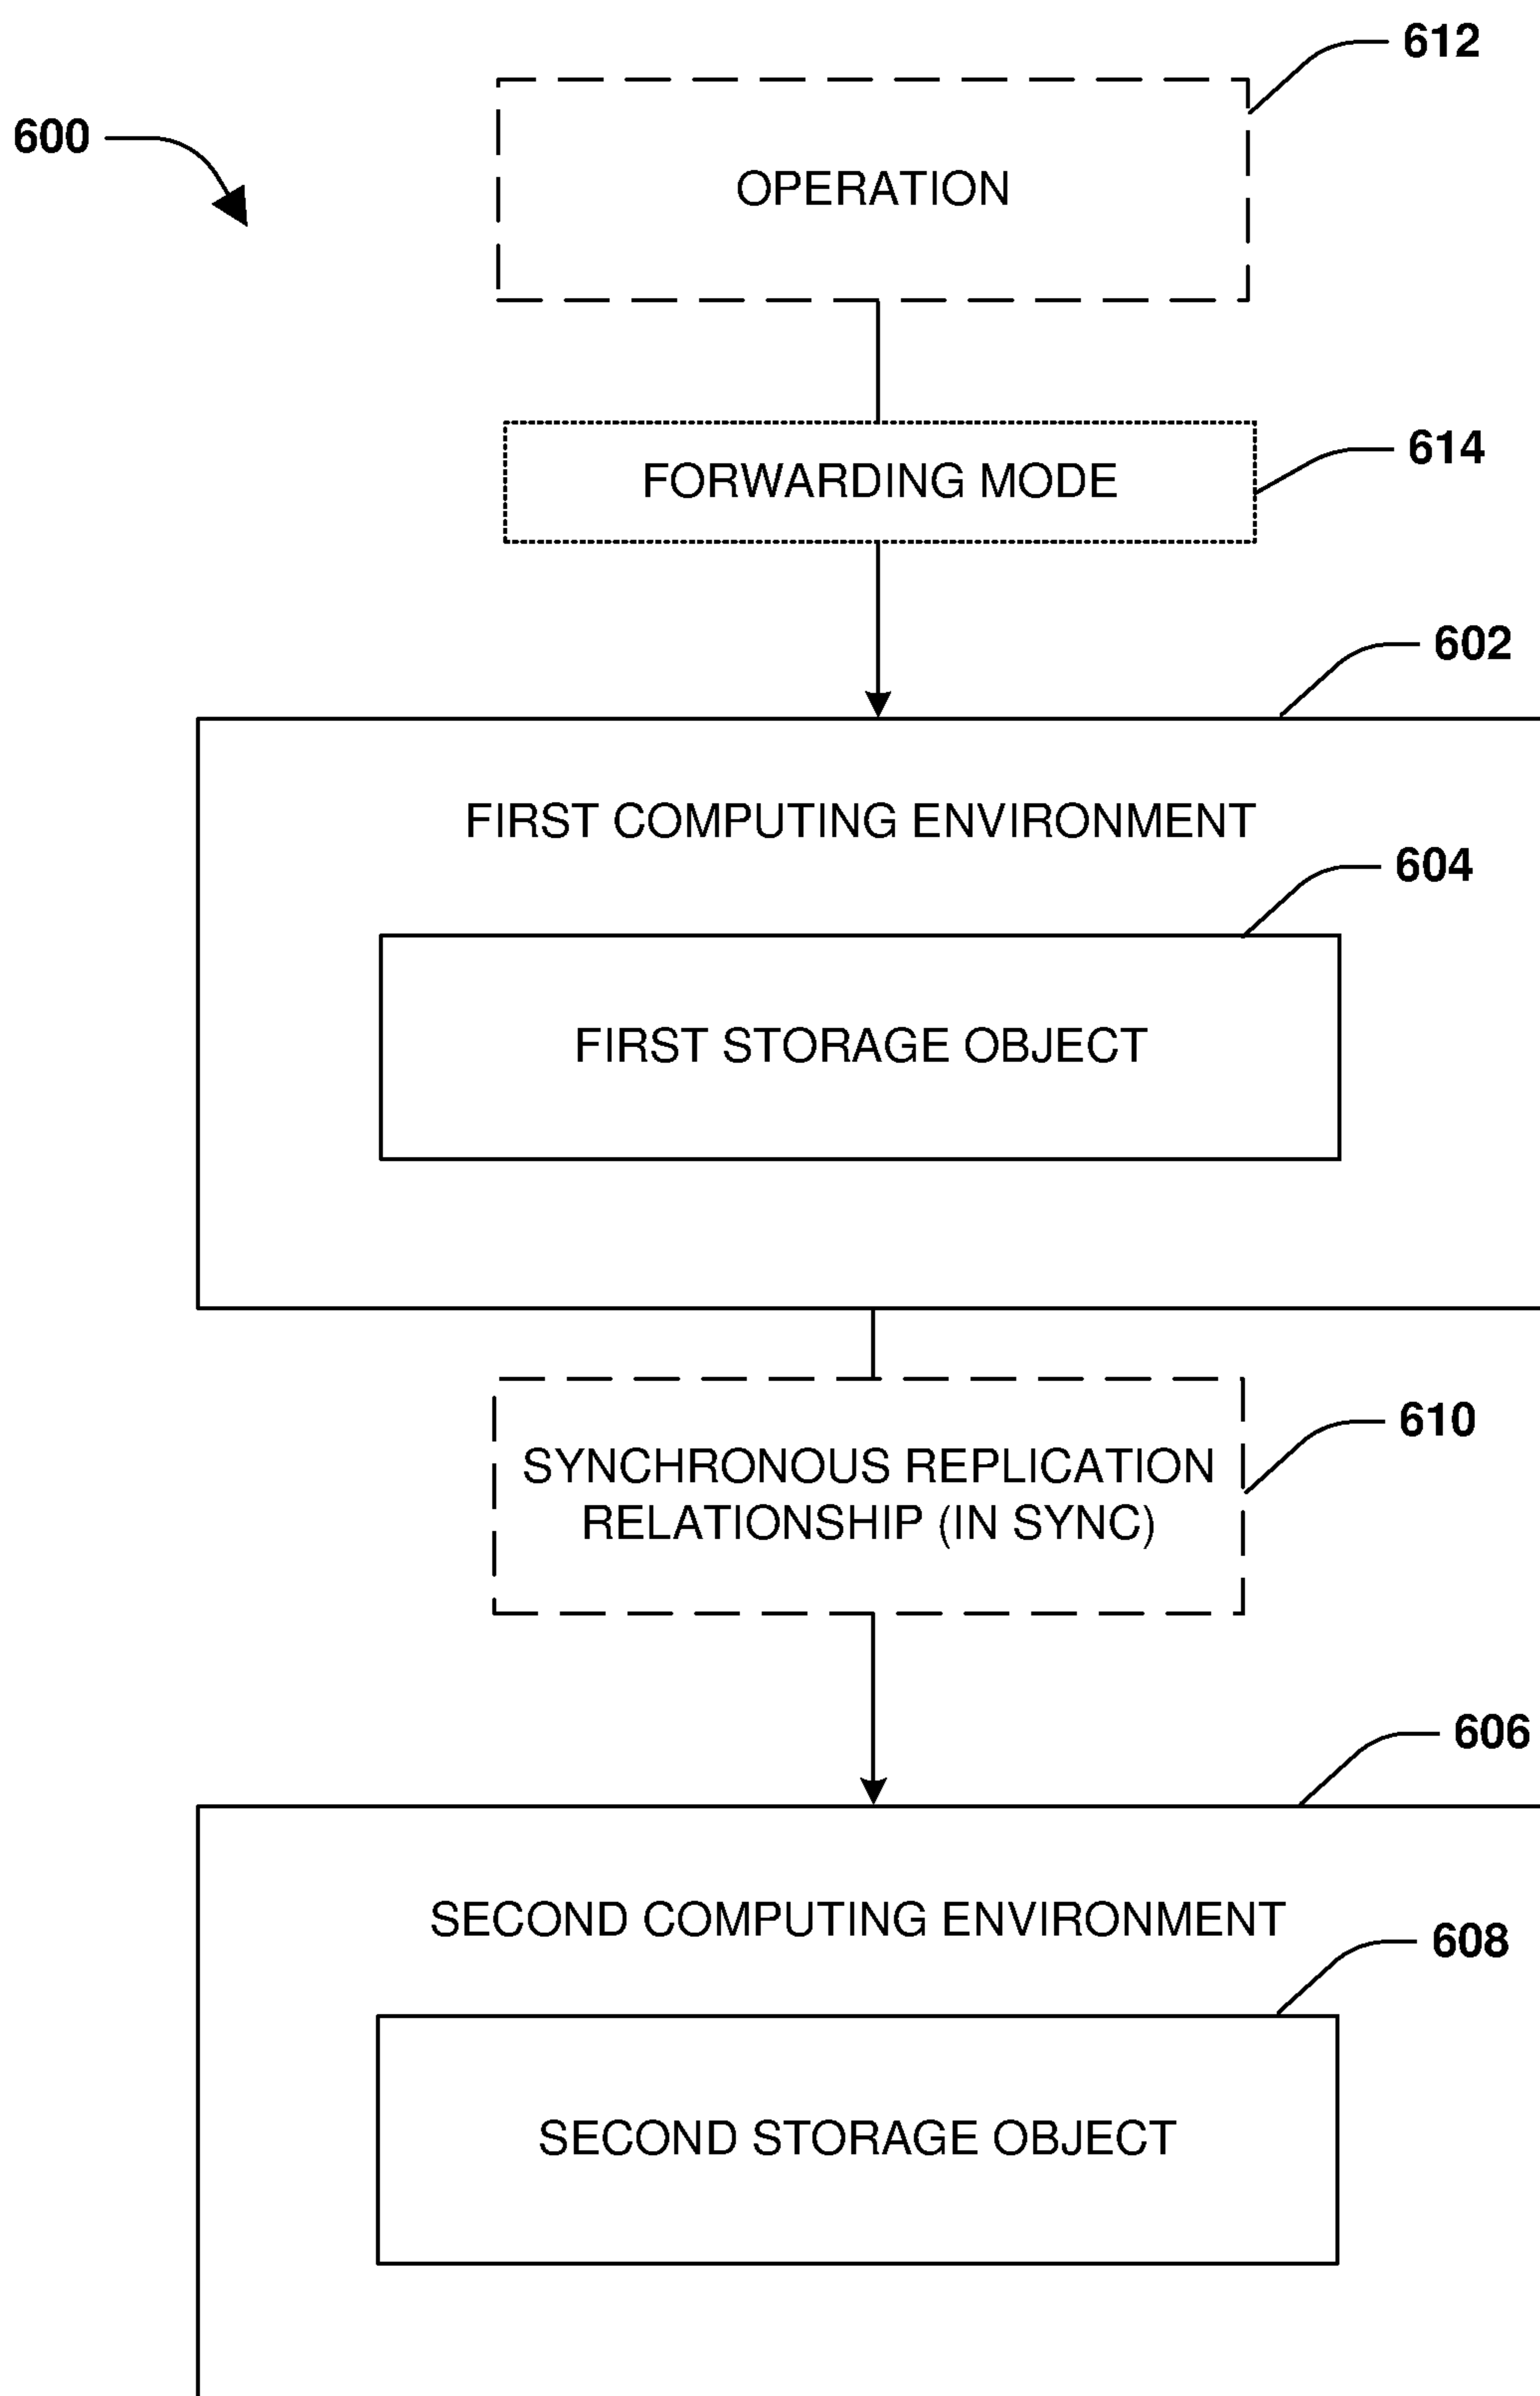 612
600
OPERATION
614
FORWARDING MODE
602
FIRST COMPUTING ENVIRONMENT
604
FIRST STORAGE OBJECT
610
SYNCHRONOUS REPLICATION
RELATIONSHIP (IN SYNC)
606
SECOND COMPUTING ENVIRONMENT
608
SECOND STORAGE OBJECT